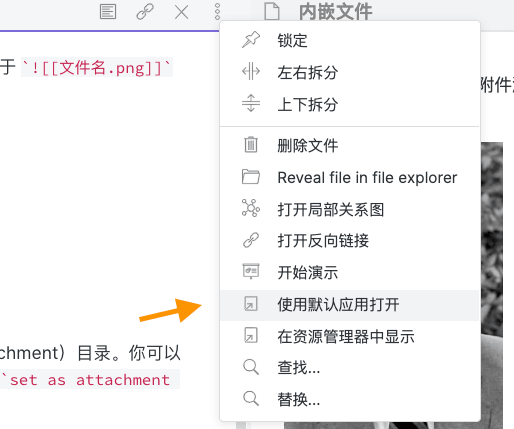 内嵌文件
于 `![[文件名.png]]`
锁定
左右拆分
附件
上下拆分
删除文件
Reveal file in file explorer
打开局部关系图
打开反向链接
开始演示
使用默认应用打开
在资源管理器中显示
chment）目录。你可以
查找...
`set as attachment
替换...